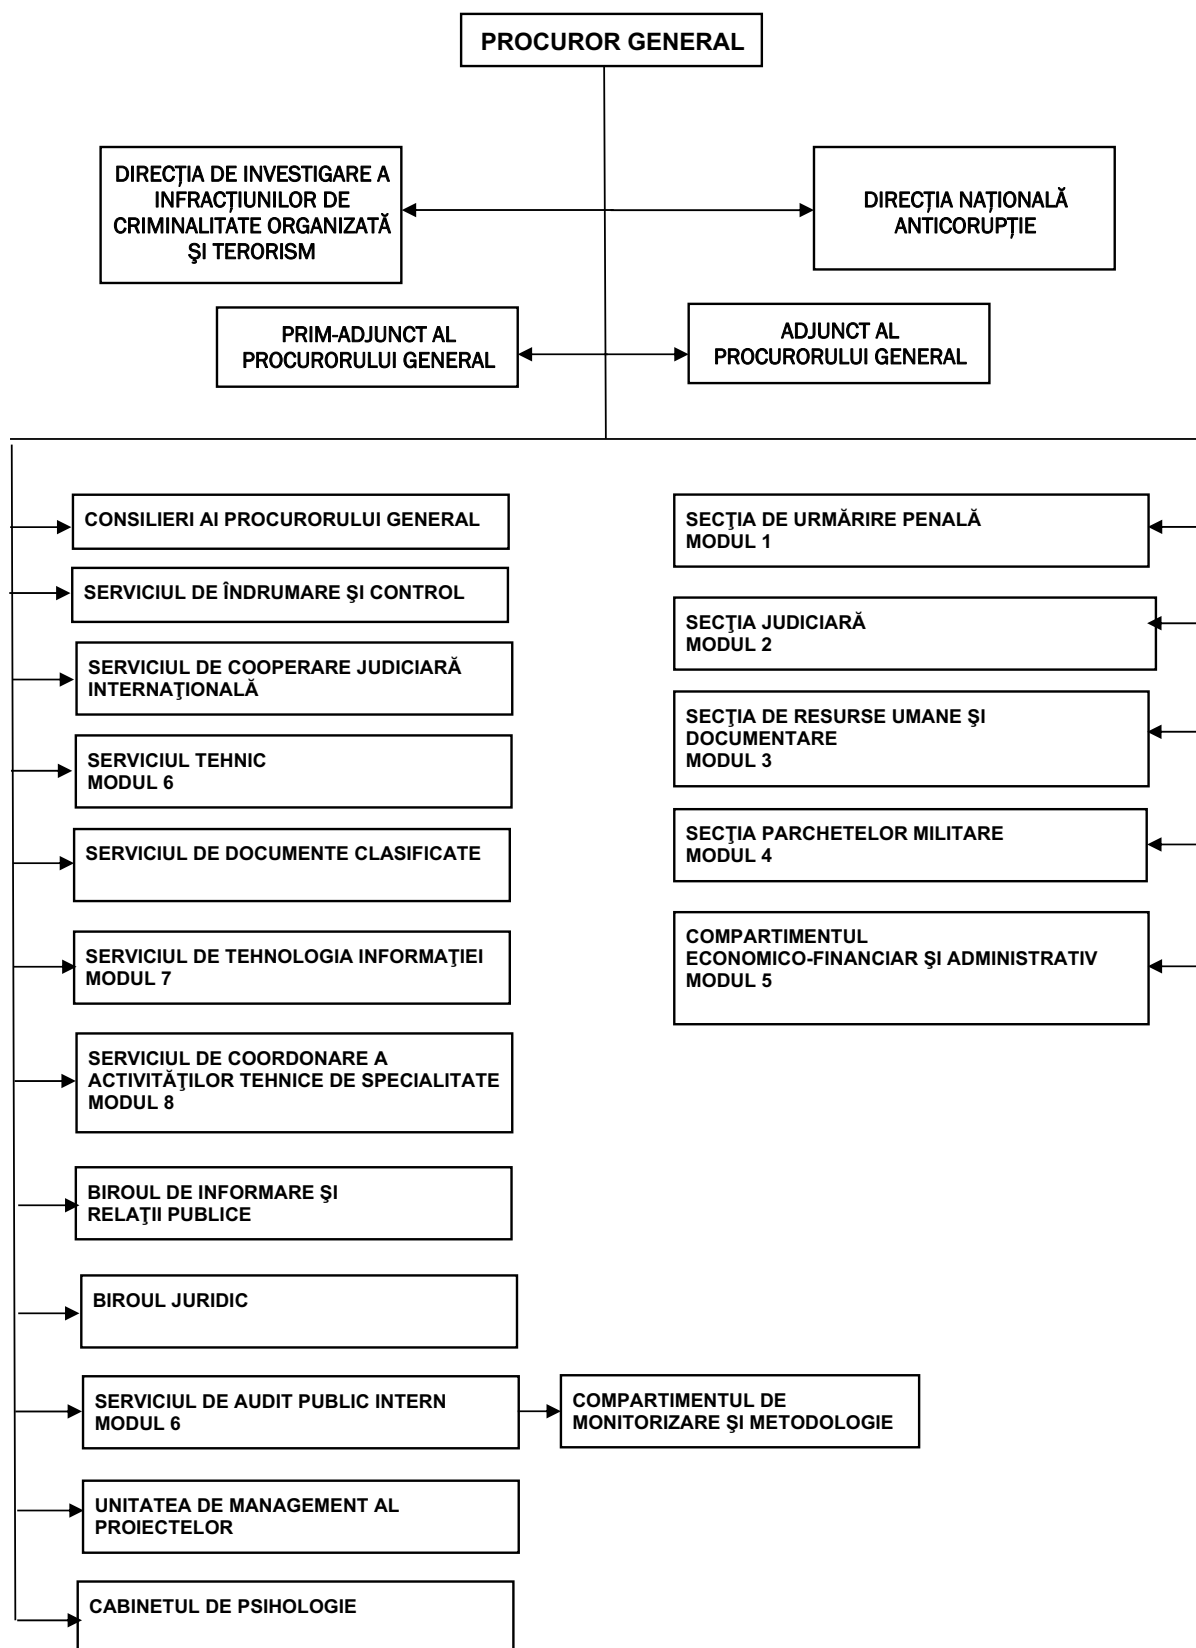 PROCUROR GENERAL
DIRECȚIA DE INVESTIGARE A
INFRACȚIUNILOR DE
CRIMINALITATE ORGANIZATĂ
ŞI TERORISM
DIRECȚIA NAȚIONALĂ
ANTICORUPȚIE
PRIM-ADJUNCT AL
PROCURORULUI GENERAL
ADJUNCT AL
PROCURORULUI GENERAL
CONSILIERI AI PROCURORULUI GENERAL
SERVICIUL DE ÎNDRUMARE ŞI CONTROL
SERVICIUL DE COOPERARE JUDICIARĂ
INTERNAŢIONALĂ
SERVICIUL TEHNIC
MODUL 6
SERVICIUL DE DOCUMENTE CLASIFICATE
SERVICIUL DE TEHNOLOGIA INFORMAŢIEI
MODUL 7
SERVICIUL DE COORDONARE A
ACTIVITĂŢILOR TEHNICE DE SPECIALITATE
MODUL 8
BIROUL DE INFORMARE ŞI
RELAŢII PUBLICE
BIROUL JURIDIC
SERVICIUL DE AUDIT PUBLIC INTERN
MODUL 6
COMPARTIMENTUL DE
MONITORIZARE ŞI METODOLOGIE
UNITATEA DE MANAGEMENT AL
PROIECTELOR
CABINETUL DE PSIHOLOGIE
SECŢIA DE URMĂRIRE PENALĂ
MODUL 1
SECŢIA JUDICIARĂ
MODUL 2
SECŢIA DE RESURSE UMANE ŞI
DOCUMENTARE
MODUL 3
SECŢIA PARCHETELOR MILITARE
MODUL 4
COMPARTIMENTUL
ECONOMICO-FINANCIAR ŞI ADMINISTRATIV
MODUL 5